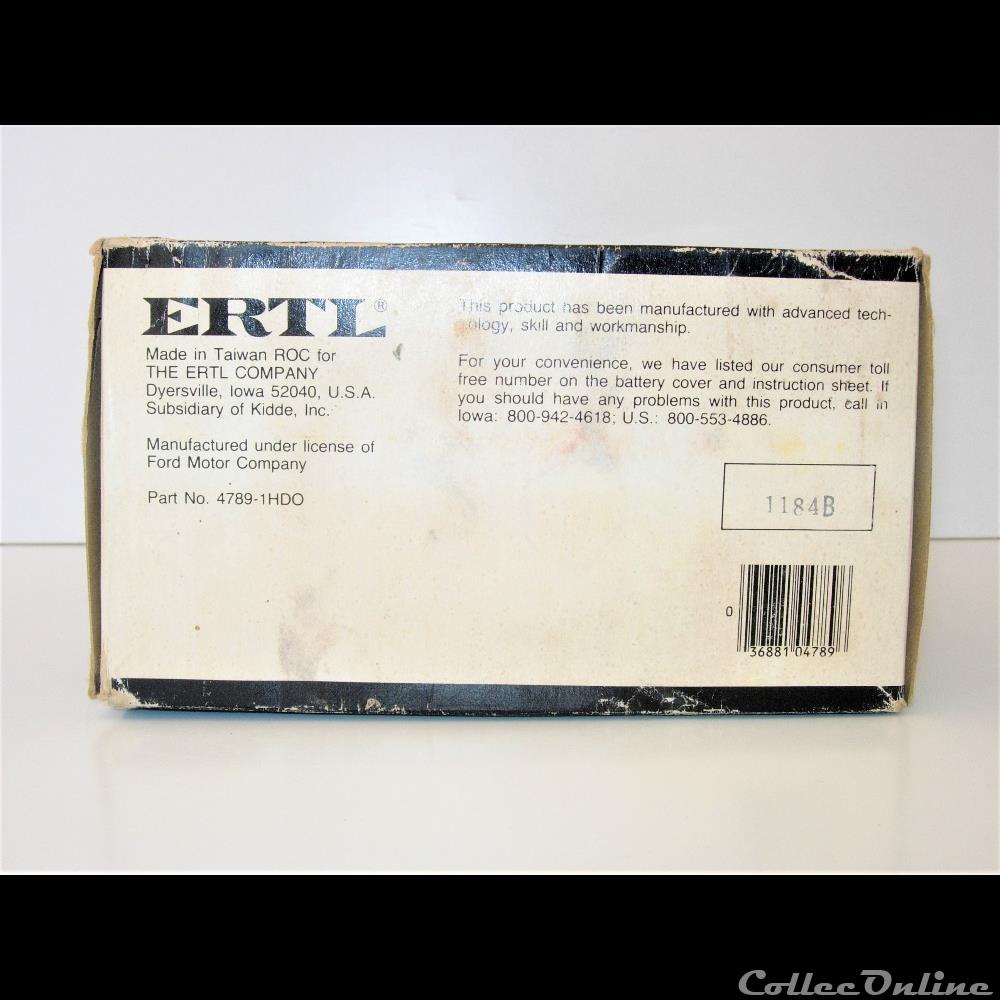 ERTL®
Made in Taiwan ROC for
THE ERTL COMPANY
Dyersville, Iowa 52040, U.S.A.
Subsidiary of Kidde, Inc.
Manufactured under license of
Ford Motor Company
Part No. 4789-1HDO
This product has been manufactured with advanced tech-
nology, skill and workmanship.
For your convenience, we have listed our consumer toll
free number on the battery cover and instruction sheet. If
you should have any problems with this product, call in
Iowa: 800-942-4618; U.S.: 800-553-4886.
1184B
0 36881 04789
CollecOnline